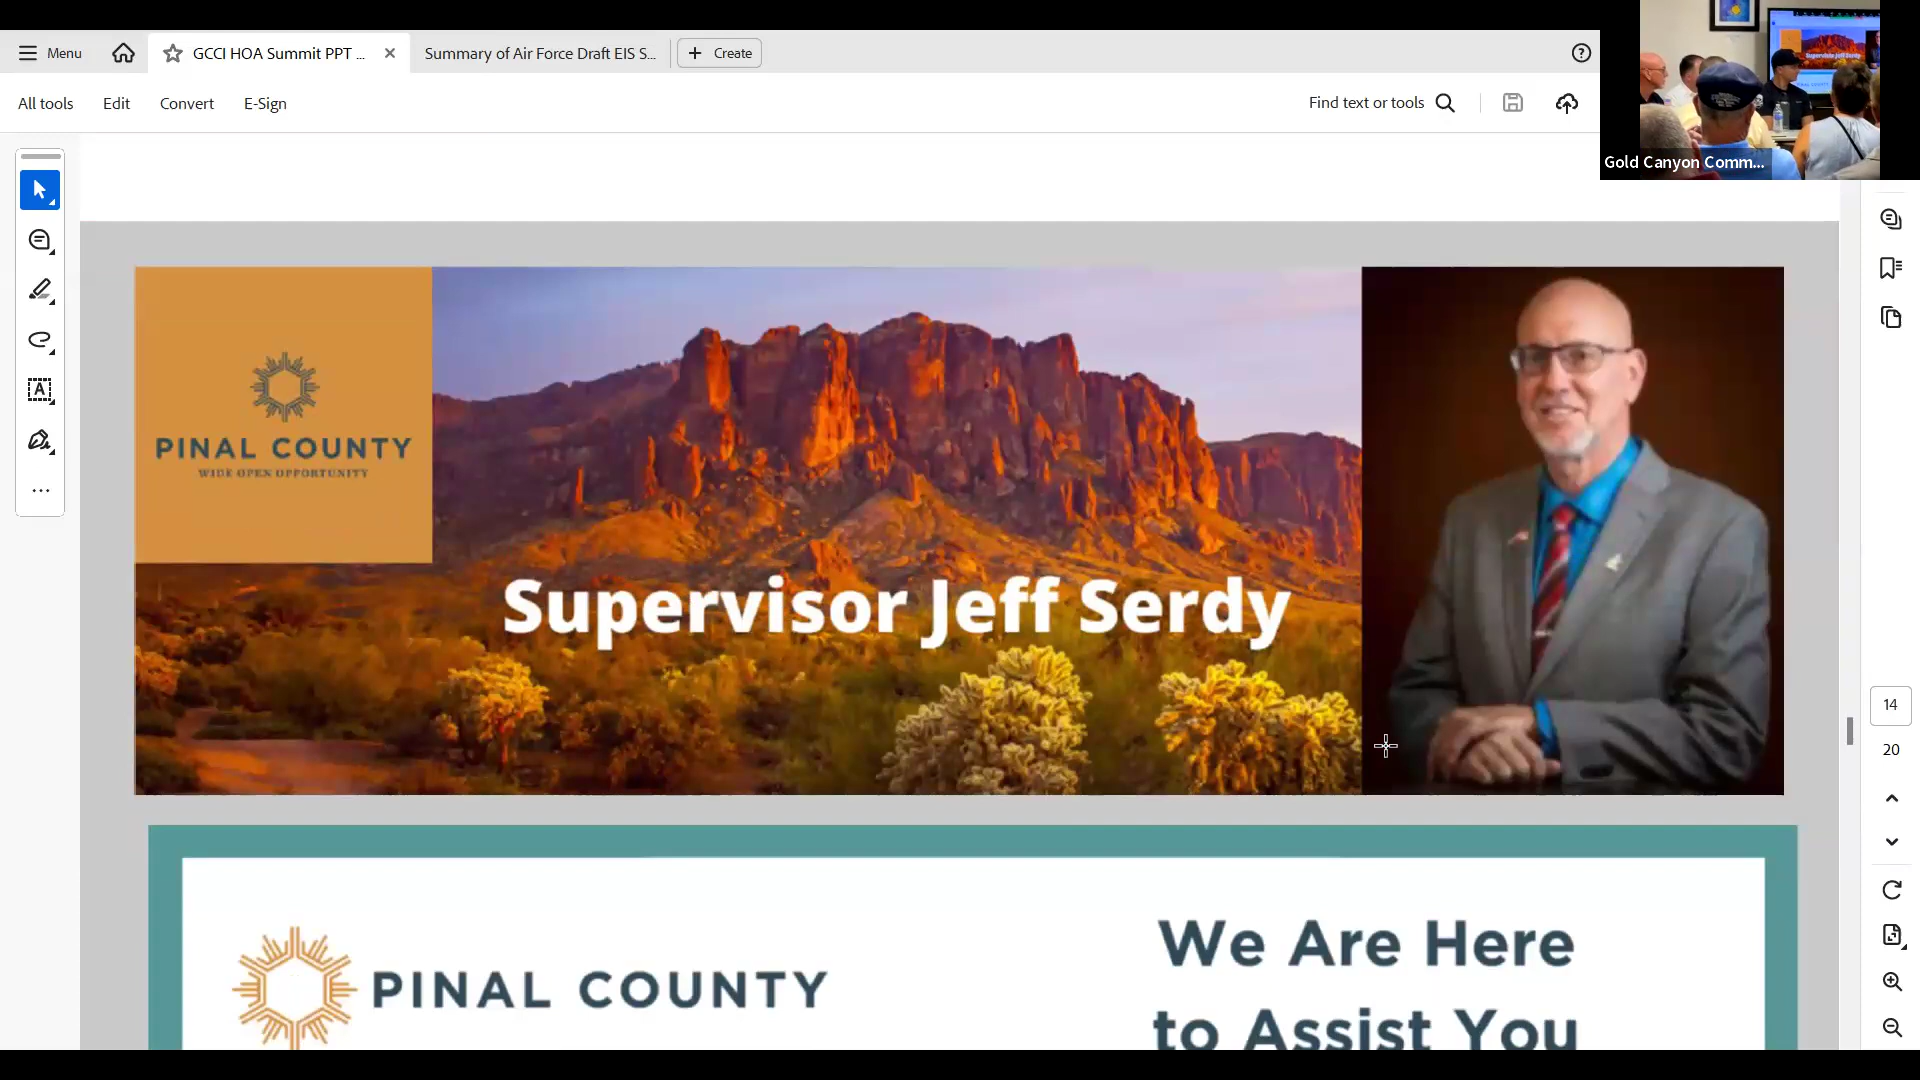 Menu
GCCI HOA Summit PPT ...
Summary of Air Force Draft EIS S...
Create
All tools
Edit
Convert
E-Sign
Find text or tools
Gold Canyon Comm...
PINAL COUNTY
WIDE OPEN OPPORTUNITY
Supervisor Jeff Serdy
14
20
PINAL COUNTY
We Are Here
to Assist You